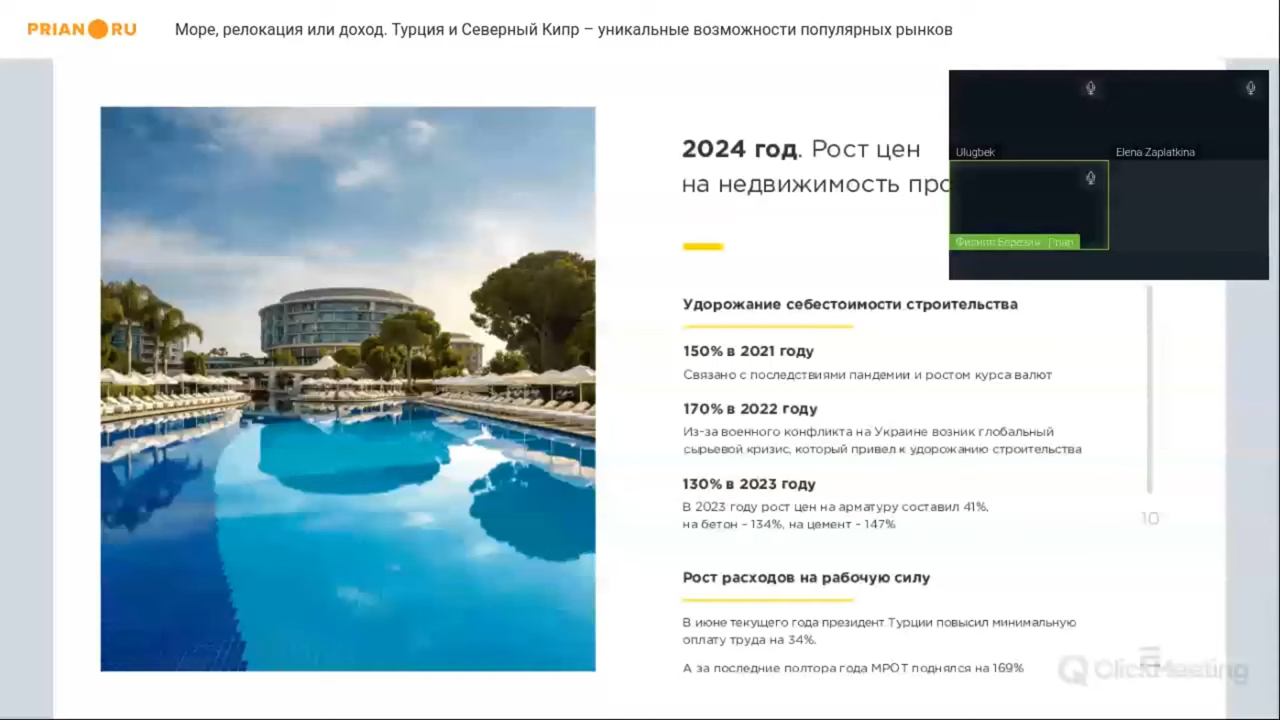 PRIAN RU
Море, релокация или доход. Турция и Северный Кипр – уникальные возможности популярных рынков
Ulugbek
Elena Zaplatkina
Филипп Березин
2024 год. Рост цен
на недвижимость про
Удорожание себестоимости строительства
150% в 2021 году
Связано с последствиями пандемии и ростом курса валют
170% в 2022 году
Из-за военного конфликта на Украине возник глобальный
сырьевой кризис, который привел к удорожанию строительства
130% в 2023 году
В 2023 году рост цен на арматуру составил 41%,
на бетон - 134%, на цемент - 147%
10
Рост расходов на рабочую силу
В июне текущего года президент Турции повысил минимальную
оплату труда на 34%.
А за последние полтора года МРОТ поднялся на 169%
ClickMeeting